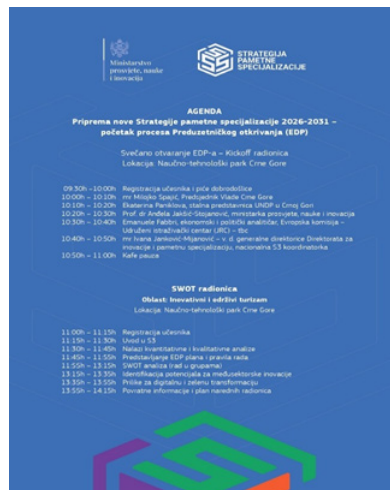 Ministarstvo
prosvjete, nauke
i inovacija
STRATEGIJA
PAMETNE
SPECIJALIZACIJE
AGENDA
Priprema nove Strategije pametne specijalizacije 2026-2031 –
početak procesa Preduzetničkog otkrivanja (EDP)
Svečano otvaranje EDP-a – Kickoff radionica
Lokacija: Naučno-tehnološki park Crne Gore
09:30h –10:00h Registracija učesnika i piće dobrodošlice
10:00h – 10:10h mr Milojko Spajić, Predsjednik Vlade Crne Gore
10:10h – 10:20h Ekaterina Paniklova, stalna predstavnica UNDP u Crnoj Gori
10:20h – 10:30h Prof. dr Anđela Jakšić-Stojanović, ministarka prosvjete, nauke i inovacija
10:30h – 10:40h Emanuele Fabbri, ekonomski i politički analitičar, Evropska komisija –
Udruženi istraživački centar (JRC) – tbc
10:40h – 10:50h mr Ivana Janković-Mijanović – v. d. generalne direktorice Direktorata za
inovacije i pametnu specijalizaciju, nacionalna S3 koordinatorka
10:50h – 11:00h Kafe pauza
SWOT radionica
Oblast: Inovativni i održivi turizam
Lokacija: Naučno-tehnološki park Crne Gore
11:00h – 11:15h Registracija učesnika
11:15h – 11:30h Uvod u S3
11:30h – 11:45h Nalazi kvantitativne i kvalitativne analize
11:45h – 11:55h Predstavljanje EDP plana i pravila rada
11:55h – 13:15h SWOT analiza (rad u grupama)
13:15h – 13:35h Identifikacija potencijala za međusektorske inovacije
13:35h – 13:55h Prilike za digitalnu i zelenu transformaciju
13:55h – 14:15h Povratne informacije i plan narednih radionica